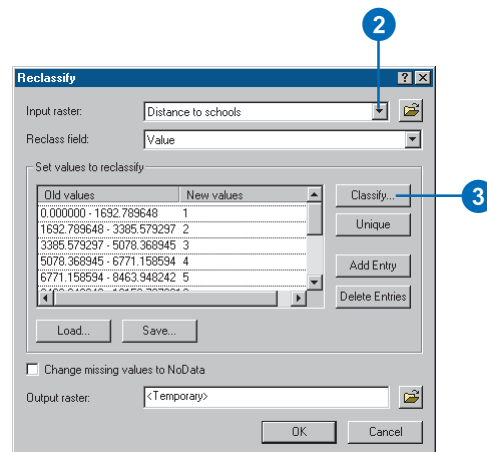 2
Reclassify
Input raster: Distance to schools
Reclass field: Value
Set values to reclassify
Old values New values
Classify... 3
0.000000 - 1692.789648 1
1692.789648 - 3385.579297 2
Unique
3385.579297 - 5078.368945 3
5078.368945 - 6771.158594 4
Add Entry
6771.158594 - 8463.948242 5
Delete Entries
Load... Save...
Change missing values to NoData
Output raster: <Temporary>
OK Cancel